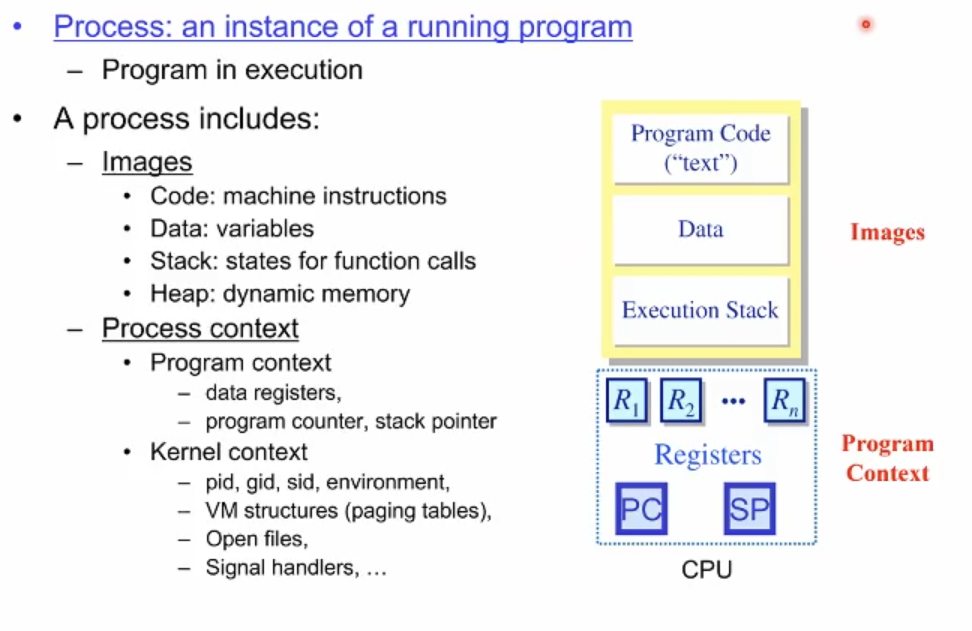 • Process: an instance of a running program
– Program in execution
• A process includes:
– Images
• Code: machine instructions
• Data: variables
• Stack: states for function calls
• Heap: dynamic memory
– Process context
• Program context
– data registers,
– program counter, stack pointer
• Kernel context
– pid, gid, sid, environment,
– VM structures (paging tables),
– Open files,
– Signal handlers, …
Program Code
(“text”)
Data
Execution Stack
Images
R1 R2 ••• Rn
Registers
PC SP
Program
Context
CPU